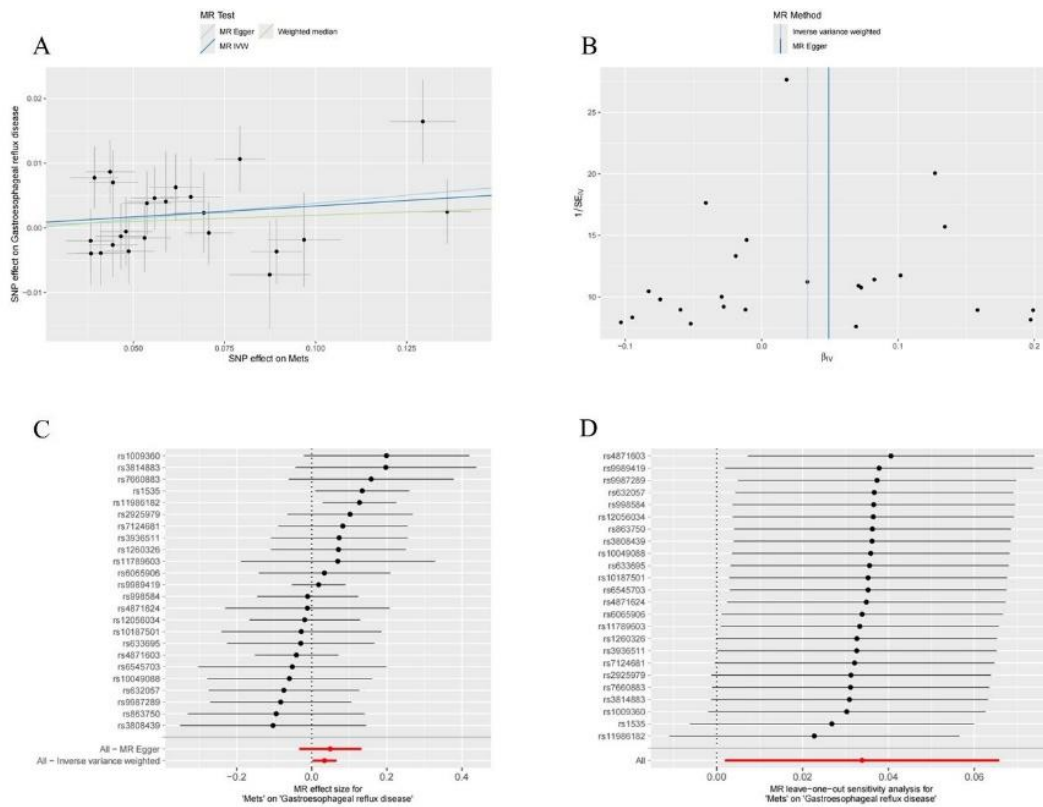 MR Test
MR Egger
Weighted median
MR IVW
A
SNP effect on Gastroesophageal reflux disease
0.02
0.01
0.00
−0.01
0.050
0.075
0.100
0.125
SNP effect on Mets
MR Method
Inverse variance weighted
MR Egger
B
1/SEIV
25
20
15
10
−0.1
0.0
0.1
0.2
βIV
C
rs1009360
rs3814883
rs7660883
rs1535
rs11986182
rs2925979
rs7124681
rs3936511
rs1260326
rs11789603
rs6065906
rs9989419
rs998584
rs4871624
rs12056034
rs10187501
rs633695
rs4871603
rs6545703
rs10049088
rs632057
rs9987289
rs863750
rs3808439
All − MR Egger
All − Inverse variance weighted
−0.2
0.0
0.2
0.4
MR effect size for
'Mets' on 'Gastroesophageal reflux disease'
D
rs4871603
rs9989419
rs9987289
rs632057
rs998584
rs12056034
rs863750
rs3808439
rs10049088
rs633695
rs10187501
rs6545703
rs4871624
rs6065906
rs11789603
rs1260326
rs3936511
rs7124681
rs2925979
rs7660883
rs3814883
rs1009360
rs1535
rs11986182
All
0.00
0.02
0.04
0.06
MR leave−one−out sensitivity analysis for
'Mets' on 'Gastroesophageal reflux disease'